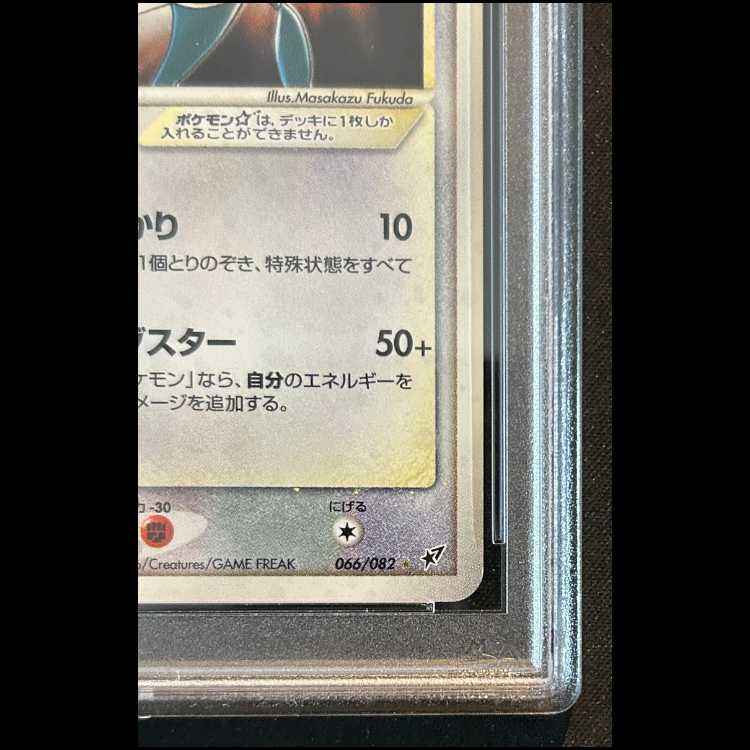 Illus.Masakazu Fukuda
ポケモン☆は、デッキに1枚しか
入れることができません。
かり 10
1個とりのぞき、特殊状態をすべて
ブスター 50+
ケモン」なら、自分のエネルギーを
メージを追加する。
-30 にげる
/Creatures/GAME FREAK 066/082